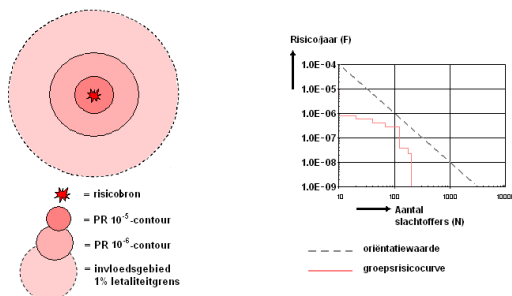 = risicobron
= PR 10-5-contour
= PR 10-6-contour
= invloedsgebied
1% letaliteitgrens
Risico/jaar (F)
1.0E-04
1.0E-05
1.0E-06
1.0E-07
1.0E-08
1.0E-09
10
100
1000
10000
Aantal
slachtoffers (N)
oriëntatiewaarde
groepsrisicocurve